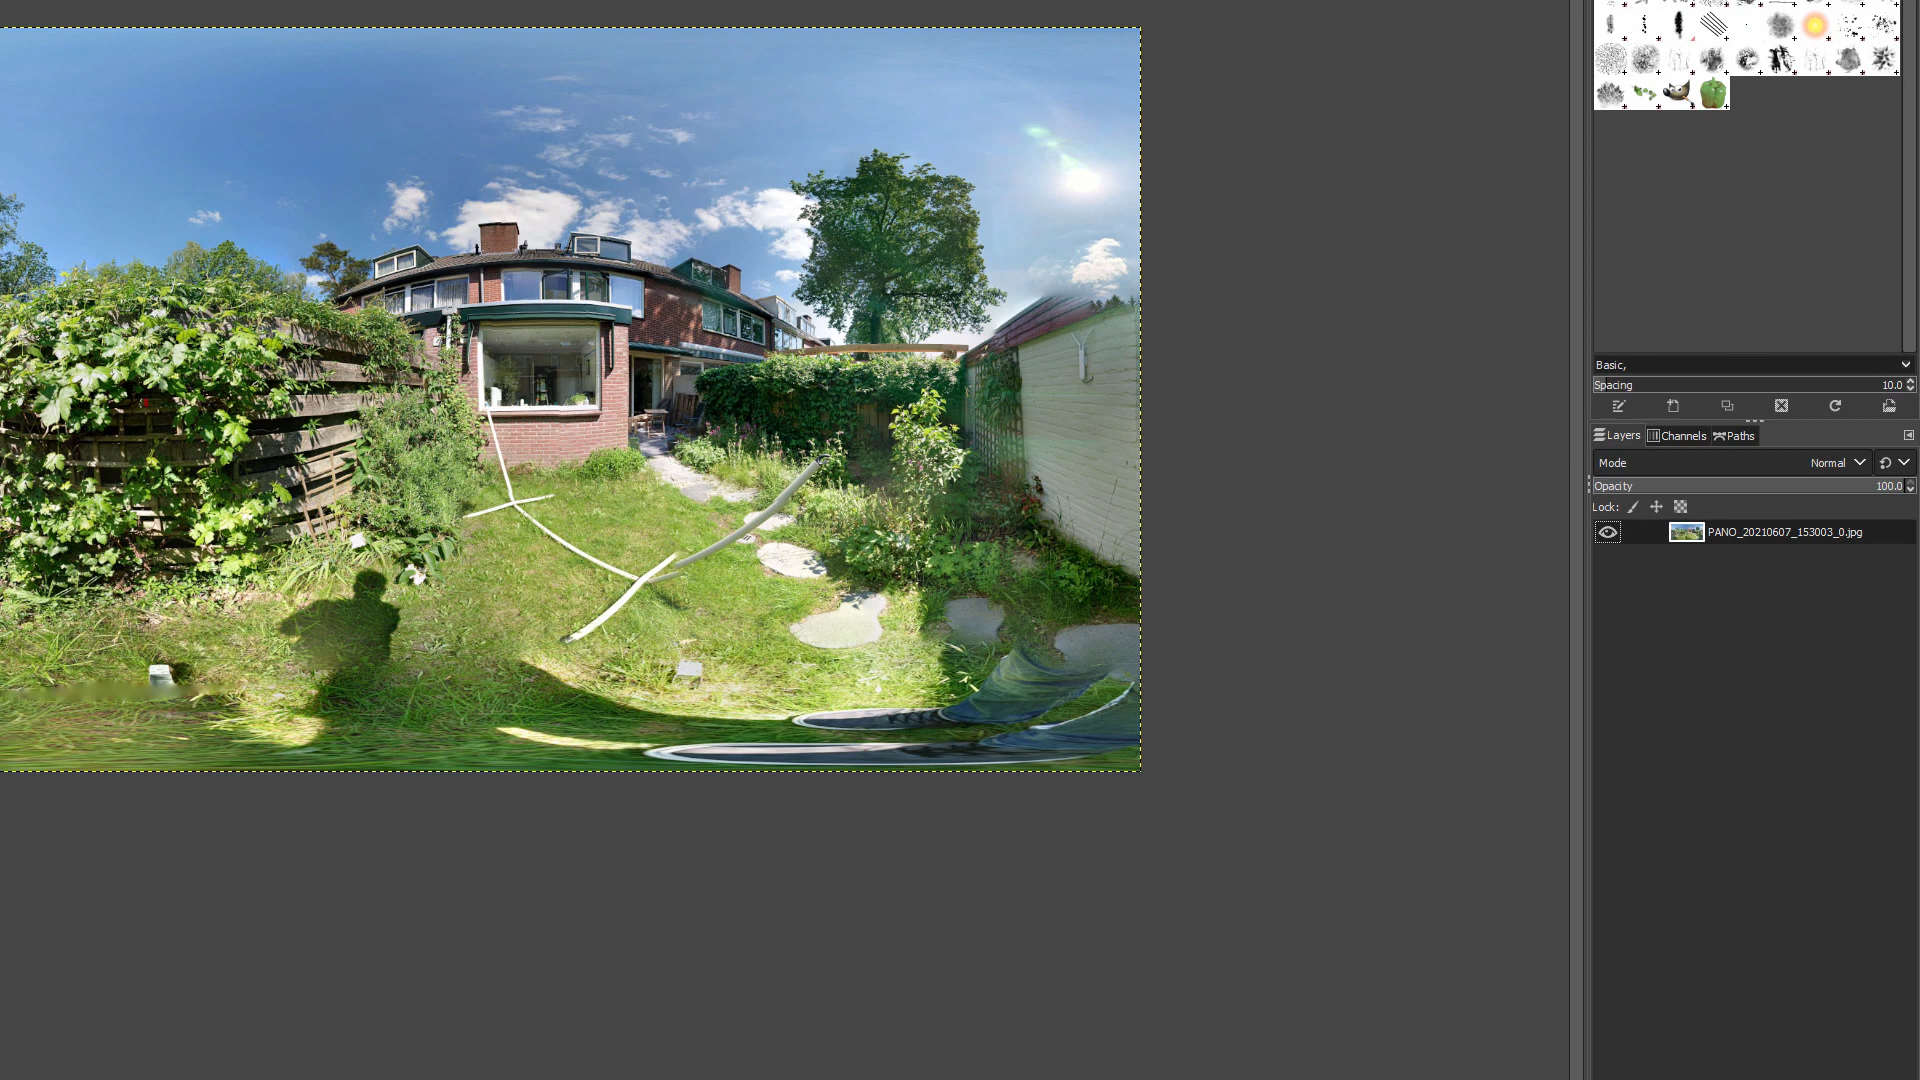 Basic,
Spacing 10.0
Layers Channels Paths
Mode Normal
Opacity 100.0
Lock:
PANO_20210607_153003_0.jpg